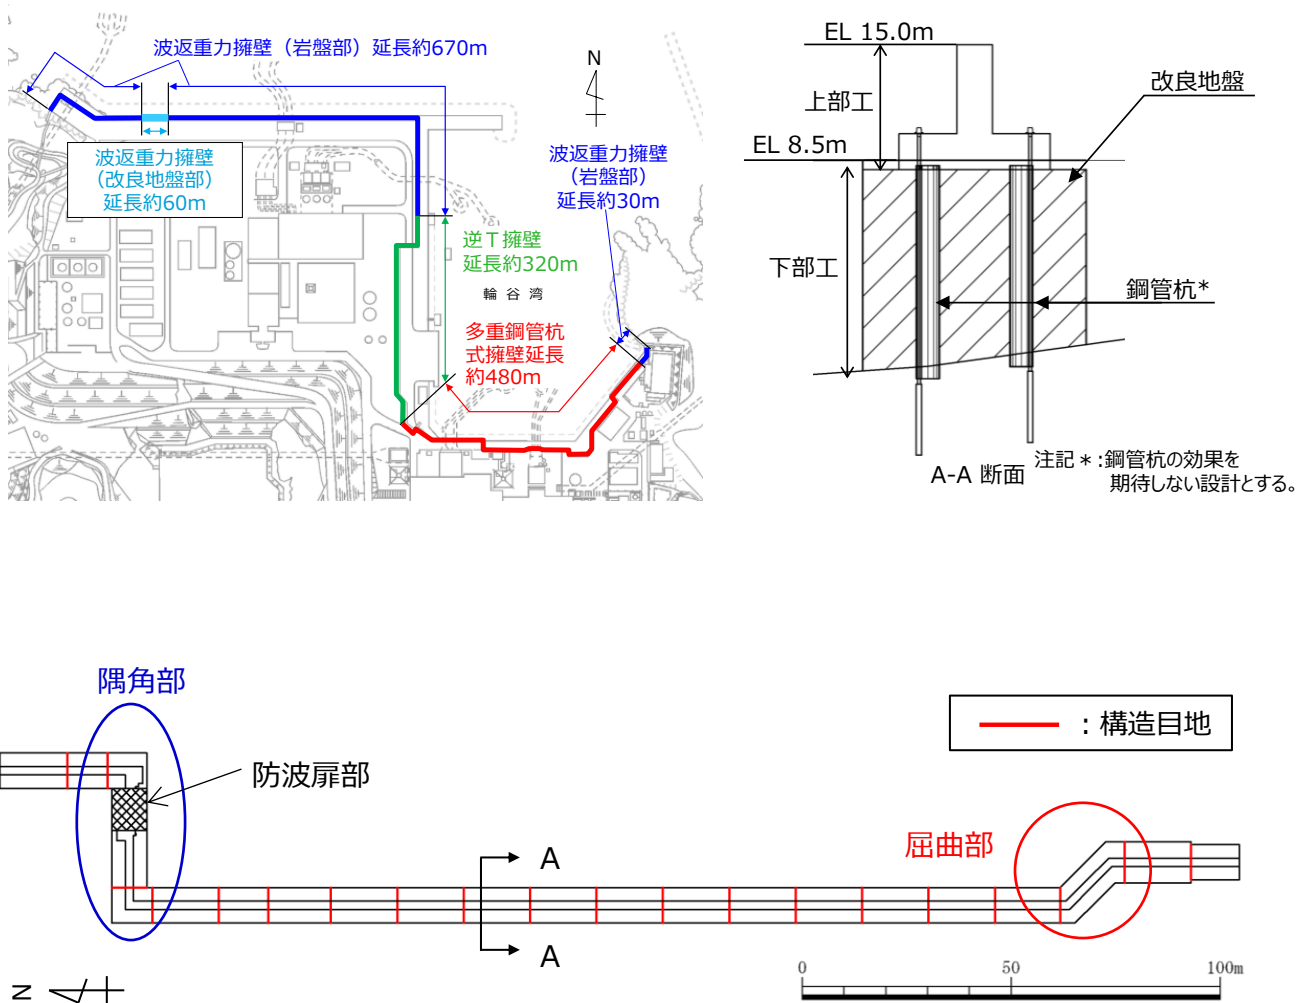 波返重力擁壁（岩盤部）延長約670m
N
波返重力擁壁
（改良地盤部）
延長約60m
波返重力擁壁
（岩盤部）
延長約30m
逆Ｔ擁壁
延長約320m
輪 谷 湾
多重鋼管杭
式擁壁延長
約480m
EL 15.0m
上部工
改良地盤
EL 8.5m
下部工
鋼管杭*
A-A 断面
注記＊:鋼管杭の効果を
期待しない設計とする。
隅角部
：構造目地
防波扉部
屈曲部
A
A
N
0 50 100m